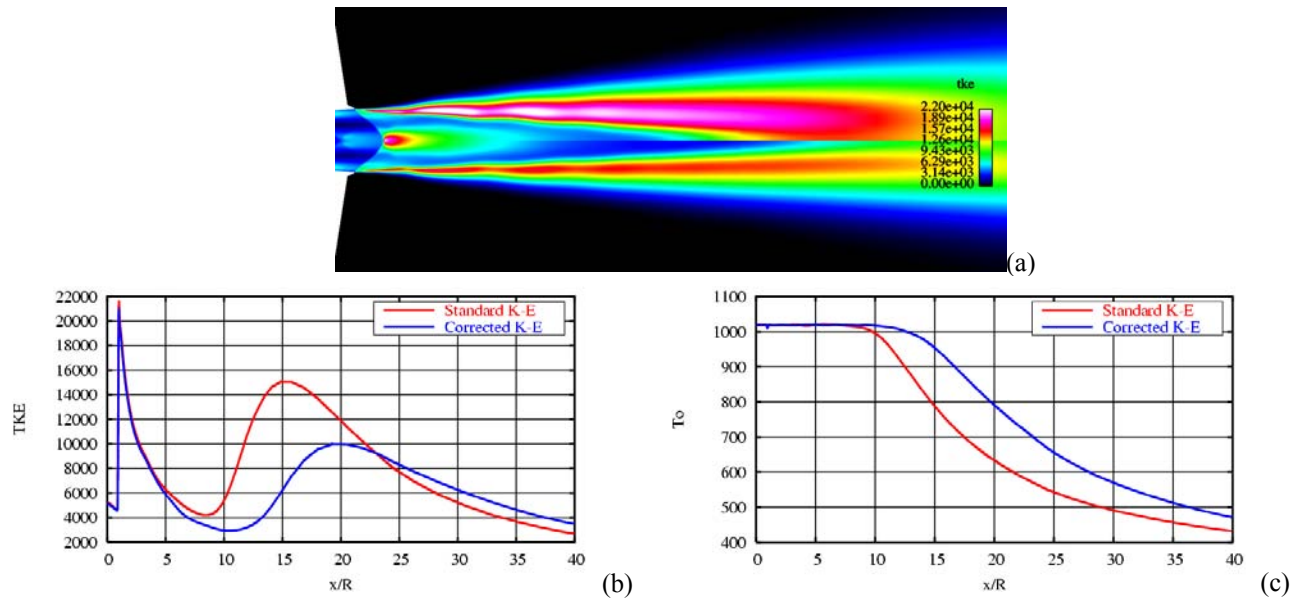 tke
2.20e+04
1.89e+04
1.57e+04
1.26e+04
9.43e+03
6.29e+03
3.14e+03
0.00e+00
(a)
22000
20000
18000
16000
14000
12000
10000
8000
6000
4000
2000
TKE
Standard K-E
Corrected K-E
0 5 10 15 20 25 30 35 40
x/R
(b)
1100
1000
900
800
700
600
500
400
To
Standard K-E
Corrected K-E
0 5 10 15 20 25 30 35 40
x/R
(c)